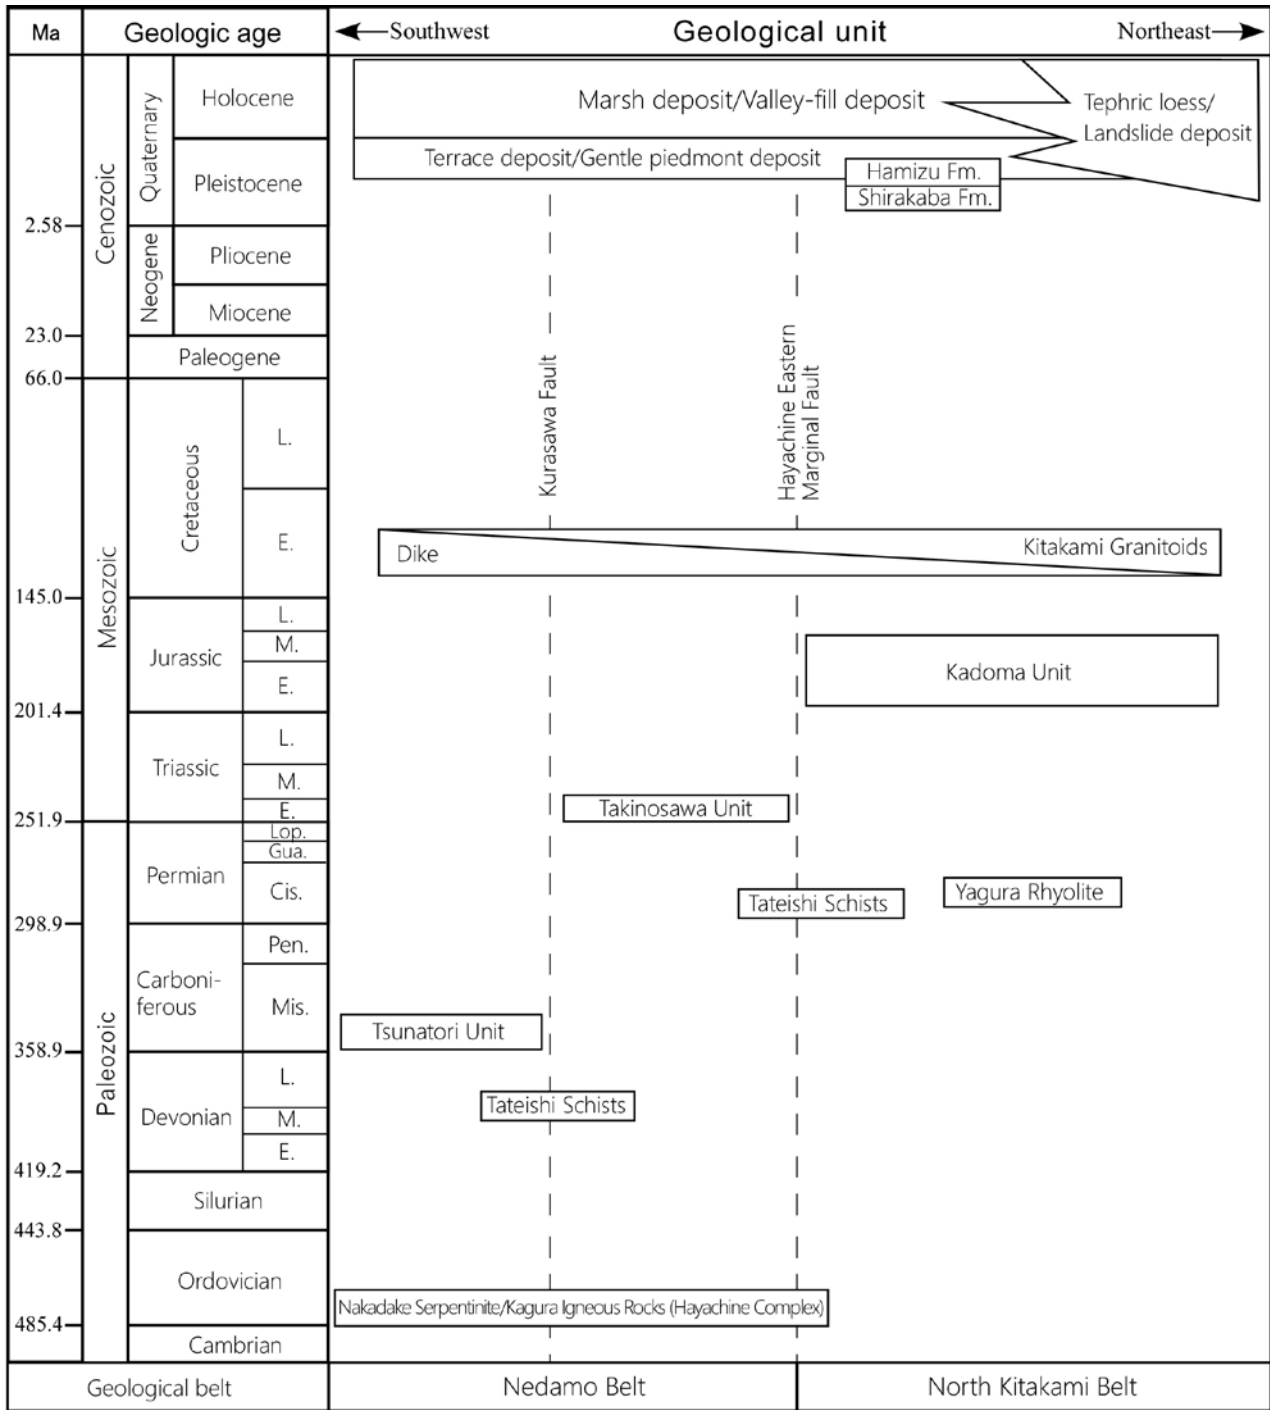 Ma
Geologic age
Southwest
Geological unit
Northeast
Cenozoic
Quaternary
Holocene
Marsh deposit/Valley-fill deposit
Tephric loess/
Landslide deposit
Pleistocene
Terrace deposit/Gentle piedmont deposit
Hamizu Fm.
Shirakaba Fm.
2.58
Neogene
Pliocene
Miocene
23.0
Paleogene
66.0
Kurasawa Fault
Hayachine Eastern
Marginal Fault
Mesozoic
Cretaceous
L.
E.
Dike
Kitakami Granitoids
145.0
Jurassic
L.
M.
E.
Kadoma Unit
201.4
Triassic
L.
M.
E.
Takinosawa Unit
251.9
Paleozoic
Permian
Lop.
Gua.
Cis.
Tateishi Schists
Yagura Rhyolite
298.9
Carboni-
ferous
Pen.
Mis.
Tsunatori Unit
358.9
Devonian
L.
M.
E.
Tateishi Schists
419.2
Silurian
443.8
Ordovician
Nakadake Serpentinite/Kagura Igneous Rocks (Hayachine Complex)
485.4
Cambrian
Geological belt
Nedamo Belt
North Kitakami Belt